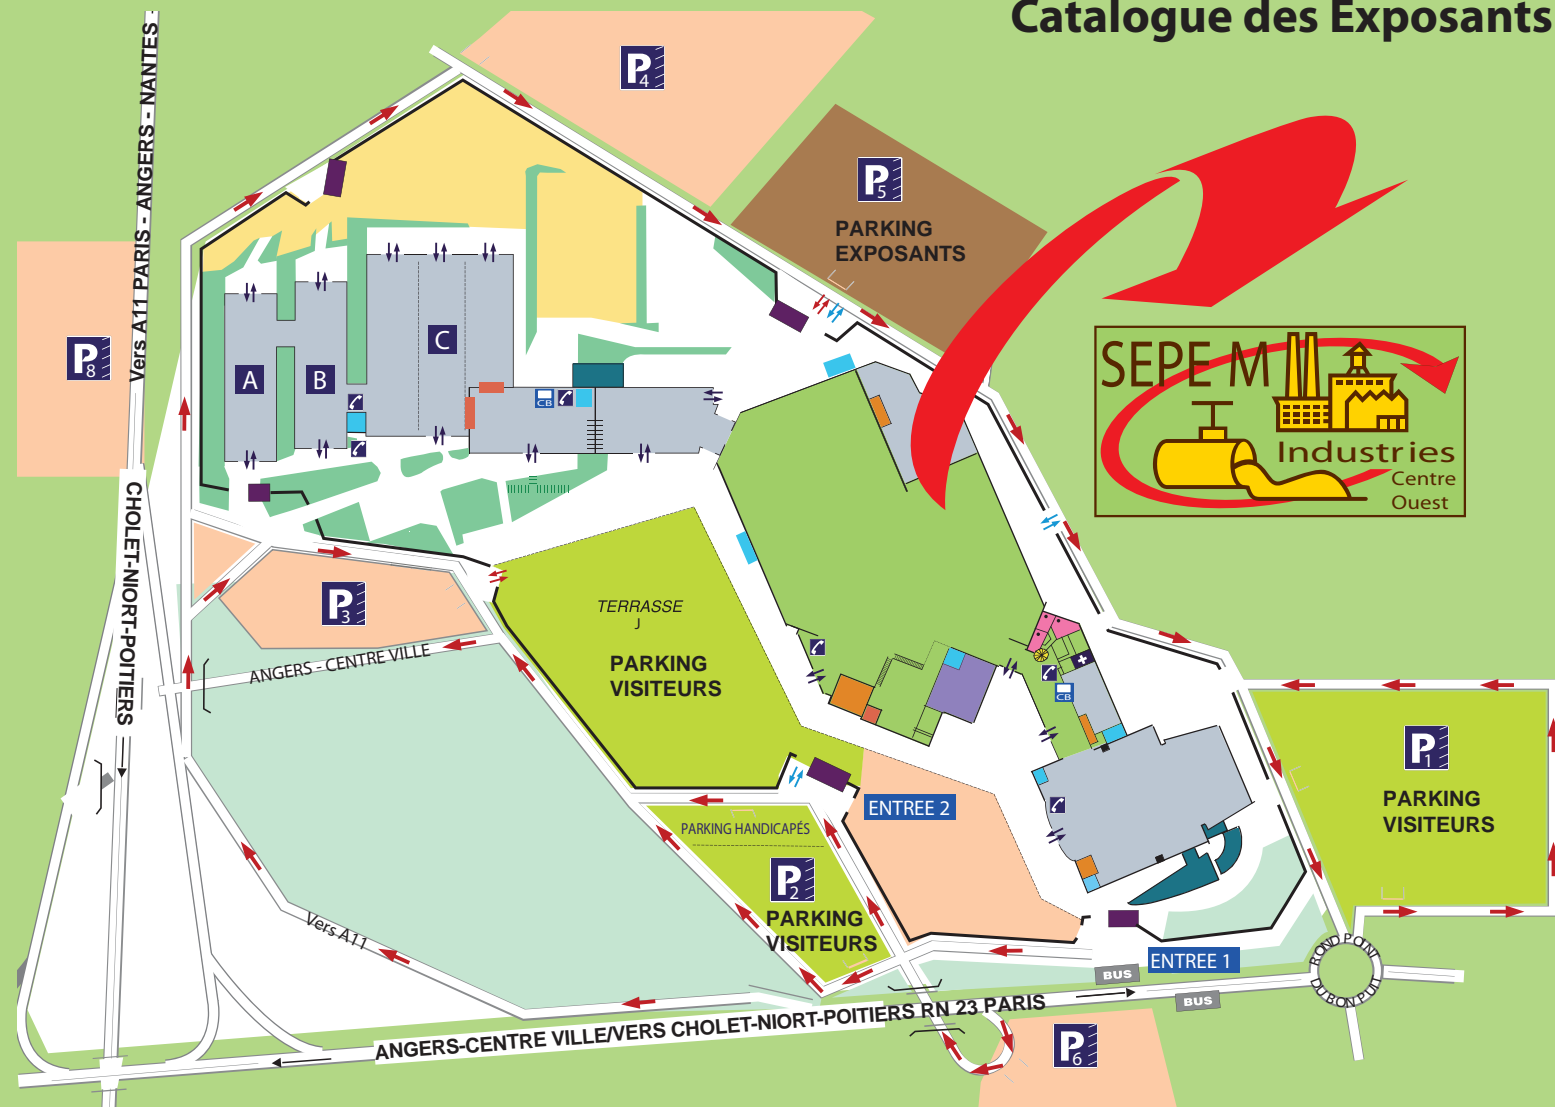 Catalogue des Exposants
Vers A11 PARIS - ANGERS - NANTES
P4
P5
PARKING
EXPOSANTS
P8
A
B
C
CB
SEPEM
Industries
Centre
Ouest
CHOLET-NIORT-POITIERS
P3
ANGERS - CENTRE VILLE
TERRASSE
J
PARKING
VISITEURS
CB
P1
PARKING
VISITEURS
ENTREE 2
PARKING HANDICAPÉS
P2
PARKING
VISITEURS
Vers A11
ENTREE 1
BUS
BUS
ROND POINT
DU BON PUIT
ANGERS-CENTRE VILLE/VERS CHOLET-NIORT-POITIERS RN 23 PARIS
P6